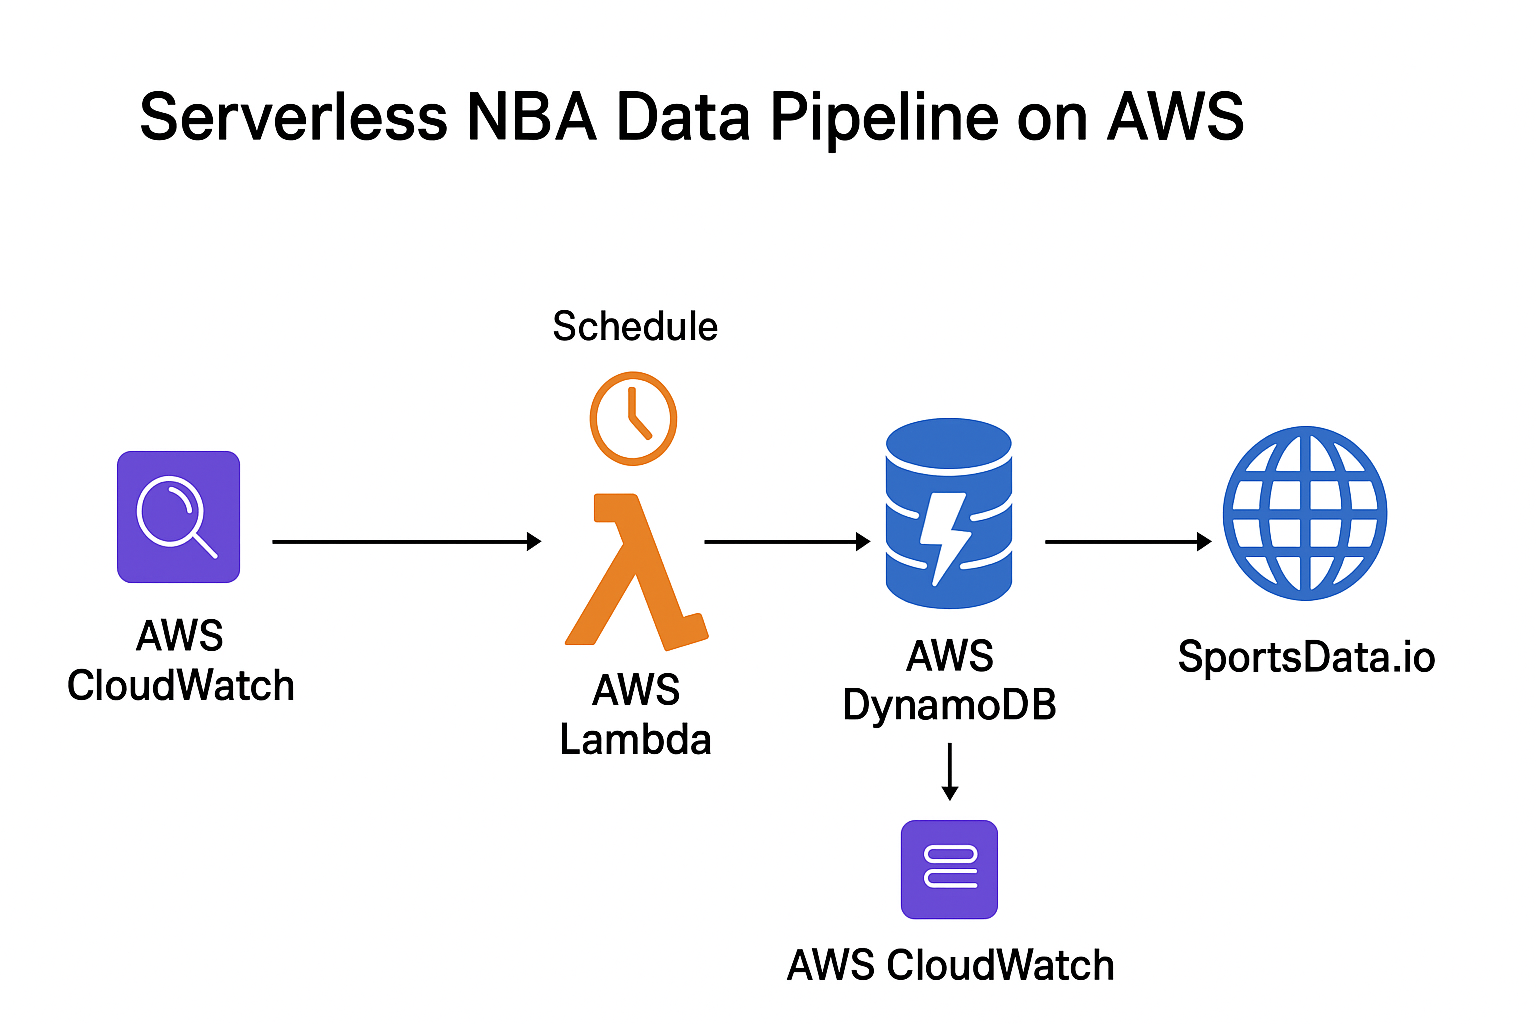 Serverless NBA Data Pipeline on AWS
Schedule
AWS
CloudWatch
AWS
Lambda
AWS
DynamoDB
SportsData.io
AWS CloudWatch